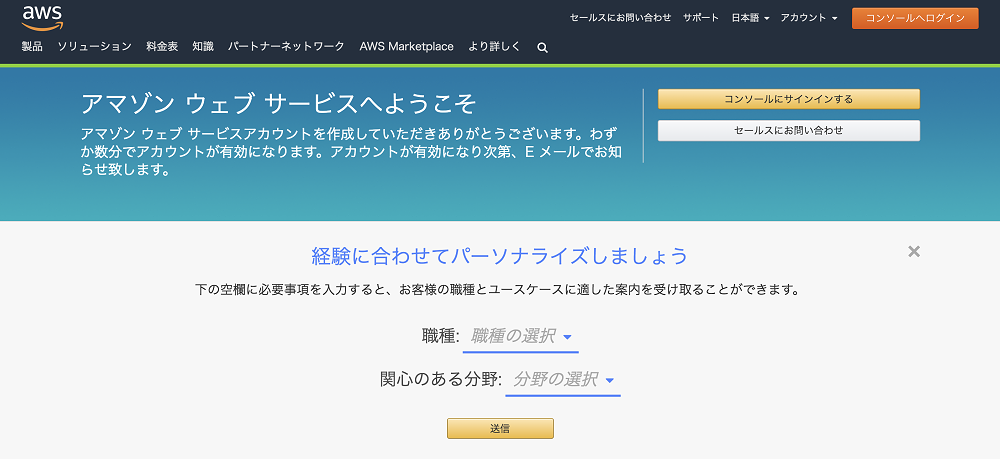 aws
セールスにお問い合わせ サポート 日本語 アカウント コンソールへログイン
製品 ソリューション 料金表 知識 パートナーネットワーク AWS Marketplace より詳しく
アマゾン ウェブ サービスへようこそ
アマゾン ウェブ サービスアカウントを作成していただきありがとうございます。わず
か数分でアカウントが有効になります。アカウントが有効になり次第、E メールでお知
らせ致します。
コンソールにサインインする
セールスにお問い合わせ
経験に合わせてパーソナライズしましょう
下の空欄に必要事項を入力すると、お客様の職種とユースケースに適した案内を受け取ることができます。
職種: 職種の選択
関心のある分野: 分野の選択
送信